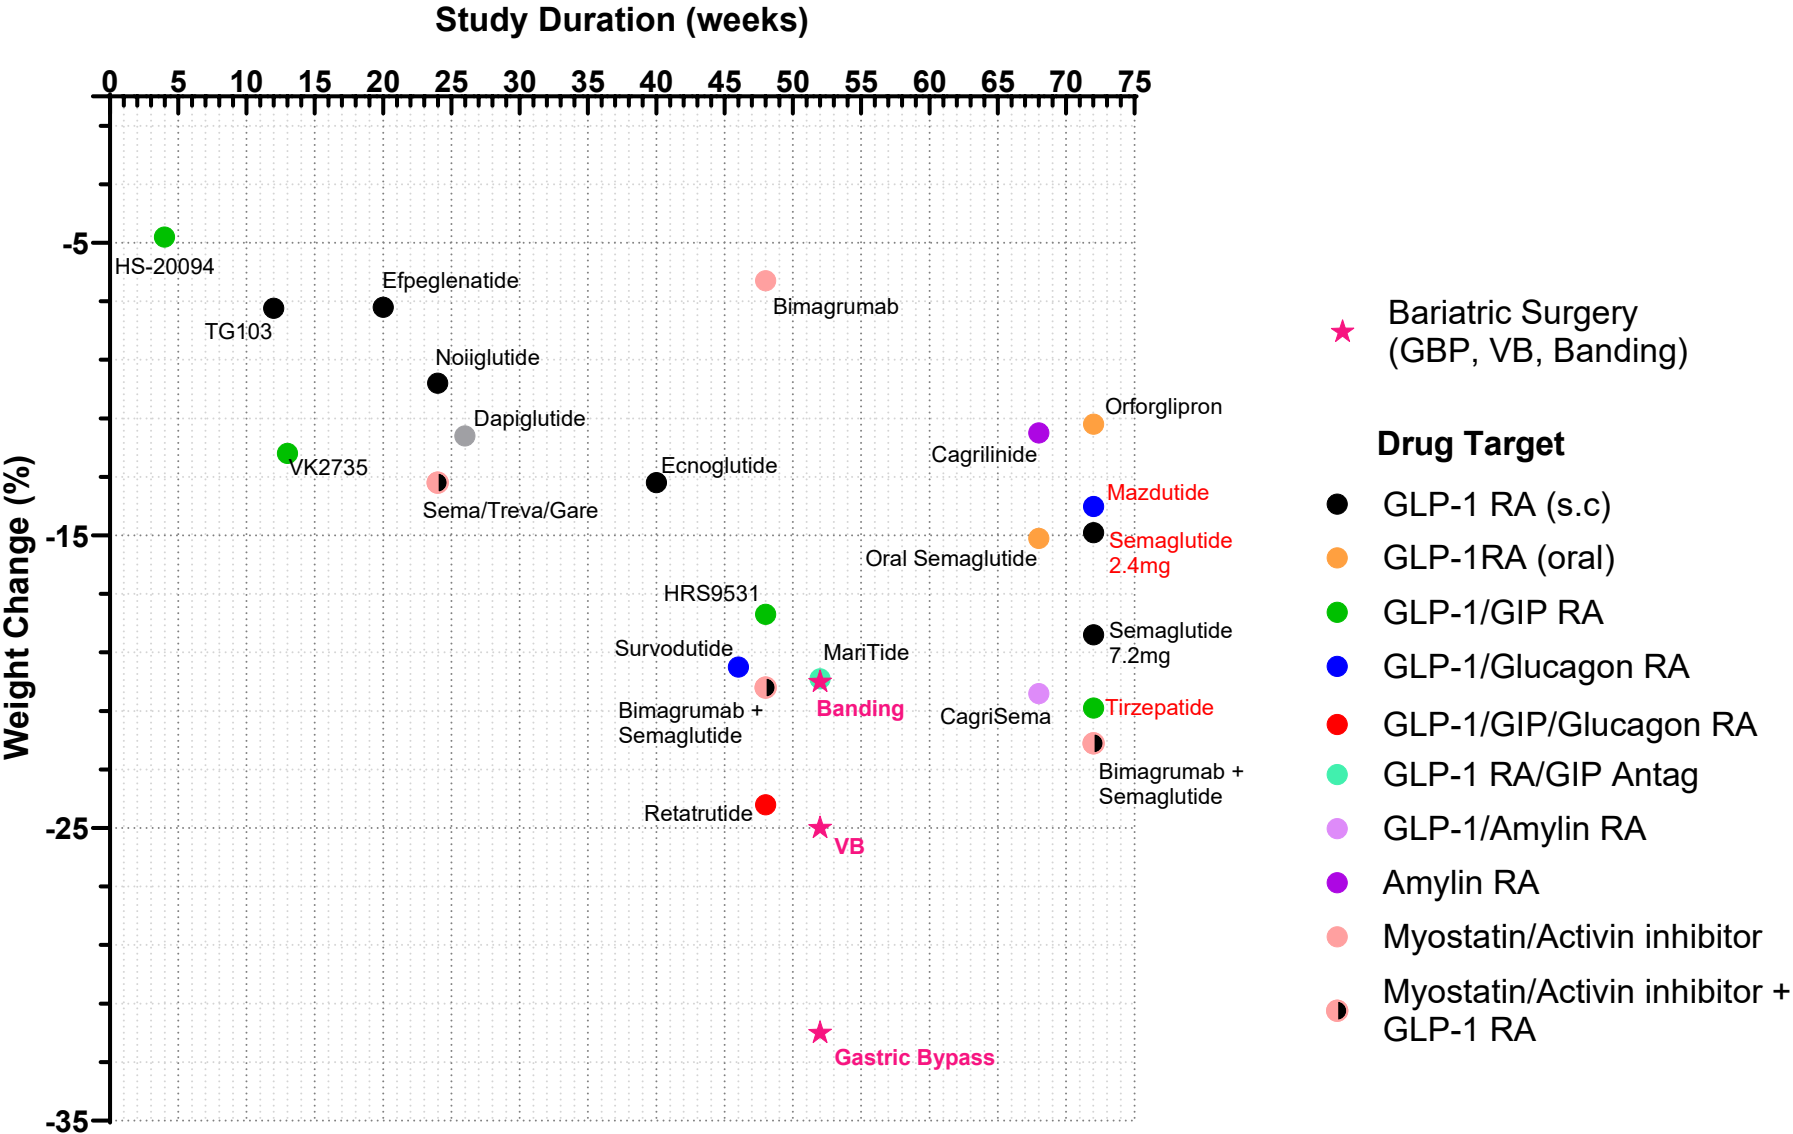 Study Duration (weeks)
0 5 10 15 20 25 30 35 40 45 50 55 60 65 70 75
Weight Change (%)
-5
-15
-25
-35
HS-20094
TG103
Efpeglenatide
Bimagrumab
Noiiglutide
Dapiglutide
VK2735
Sema/Treva/Gare
Ecnoglutide
Orforglipron
Cagrilinide
Mazdutide
Semaglutide
2.4mg
Oral Semaglutide
HRS9531
Survodutide
MariTide
Banding
Semaglutide
7.2mg
Bimagrumab +
Semaglutide
CagriSema
Tirzepatide
Bimagrumab +
Semaglutide
Retatrutide
VB
Gastric Bypass
Bariatric Surgery
(GBP, VB, Banding)
Drug Target
GLP-1 RA (s.c)
GLP-1RA (oral)
GLP-1/GIP RA
GLP-1/Glucagon RA
GLP-1/GIP/Glucagon RA
GLP-1 RA/GIP Antag
GLP-1/Amylin RA
Amylin RA
Myostatin/Activin inhibitor
Myostatin/Activin inhibitor +
GLP-1 RA